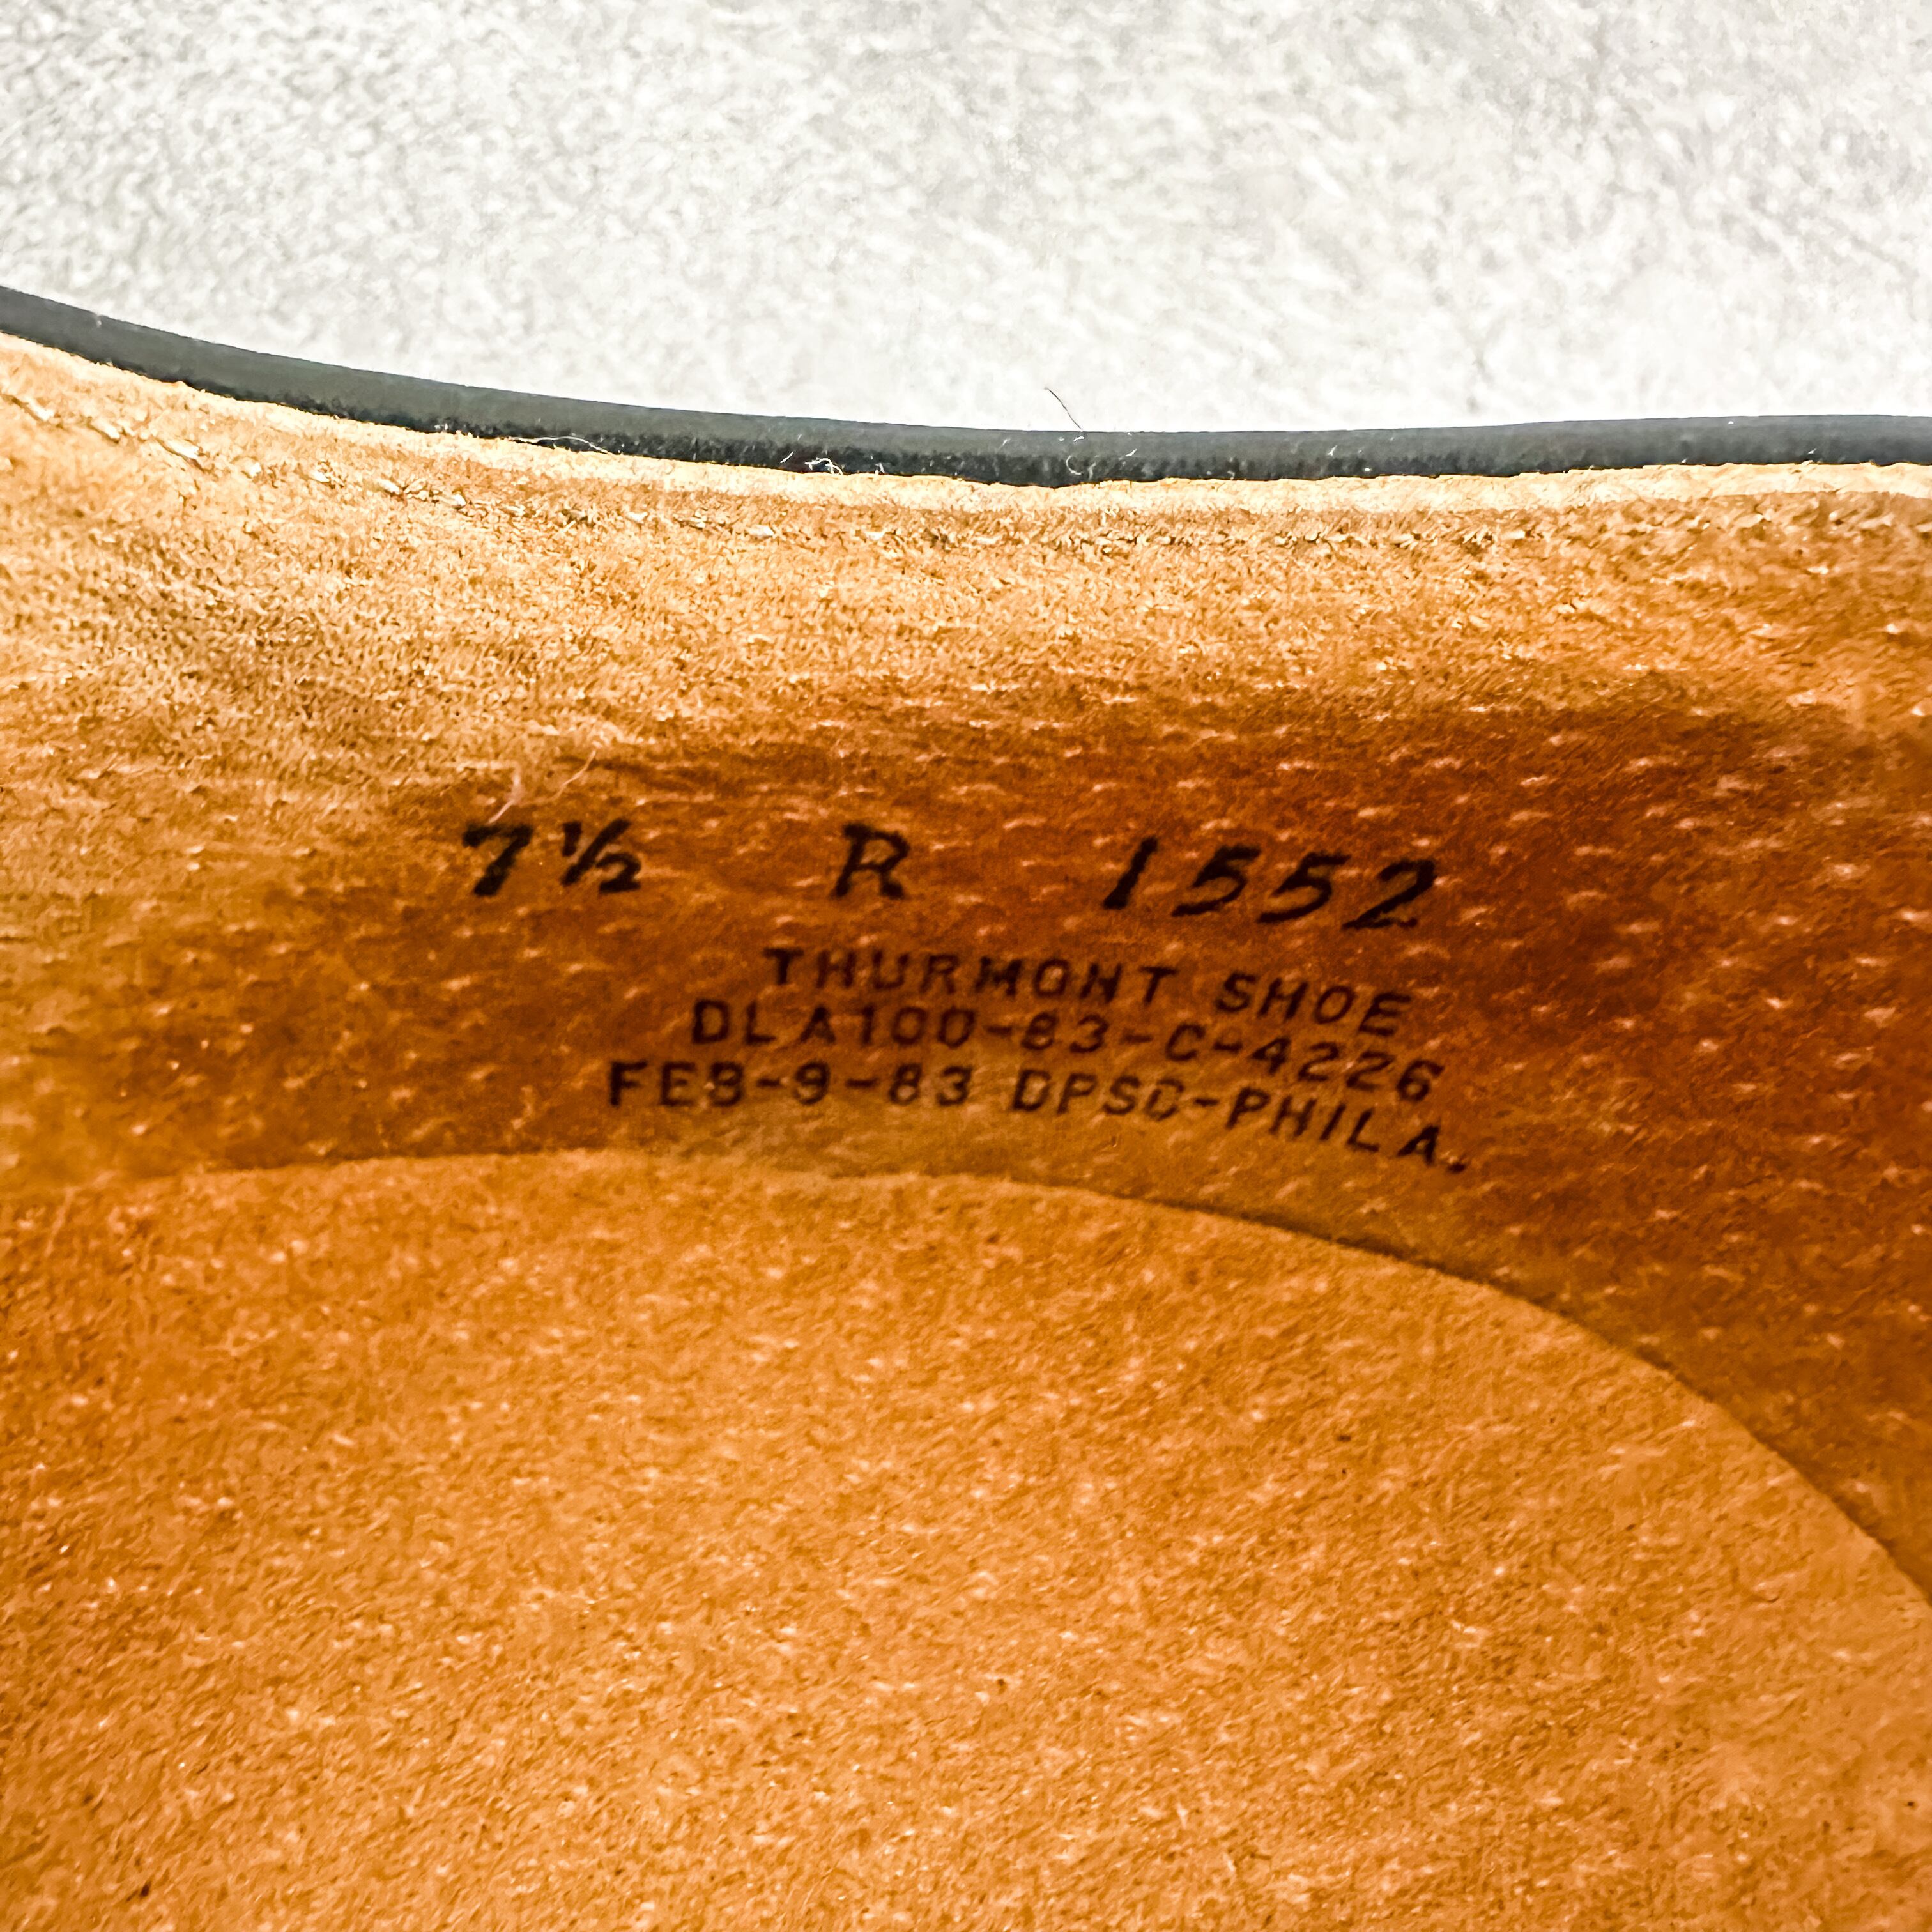 7½ R 1552
THURMONT SHOE
DLA100-83-C-4226
FEB-9-83 DPSC-PHILA.